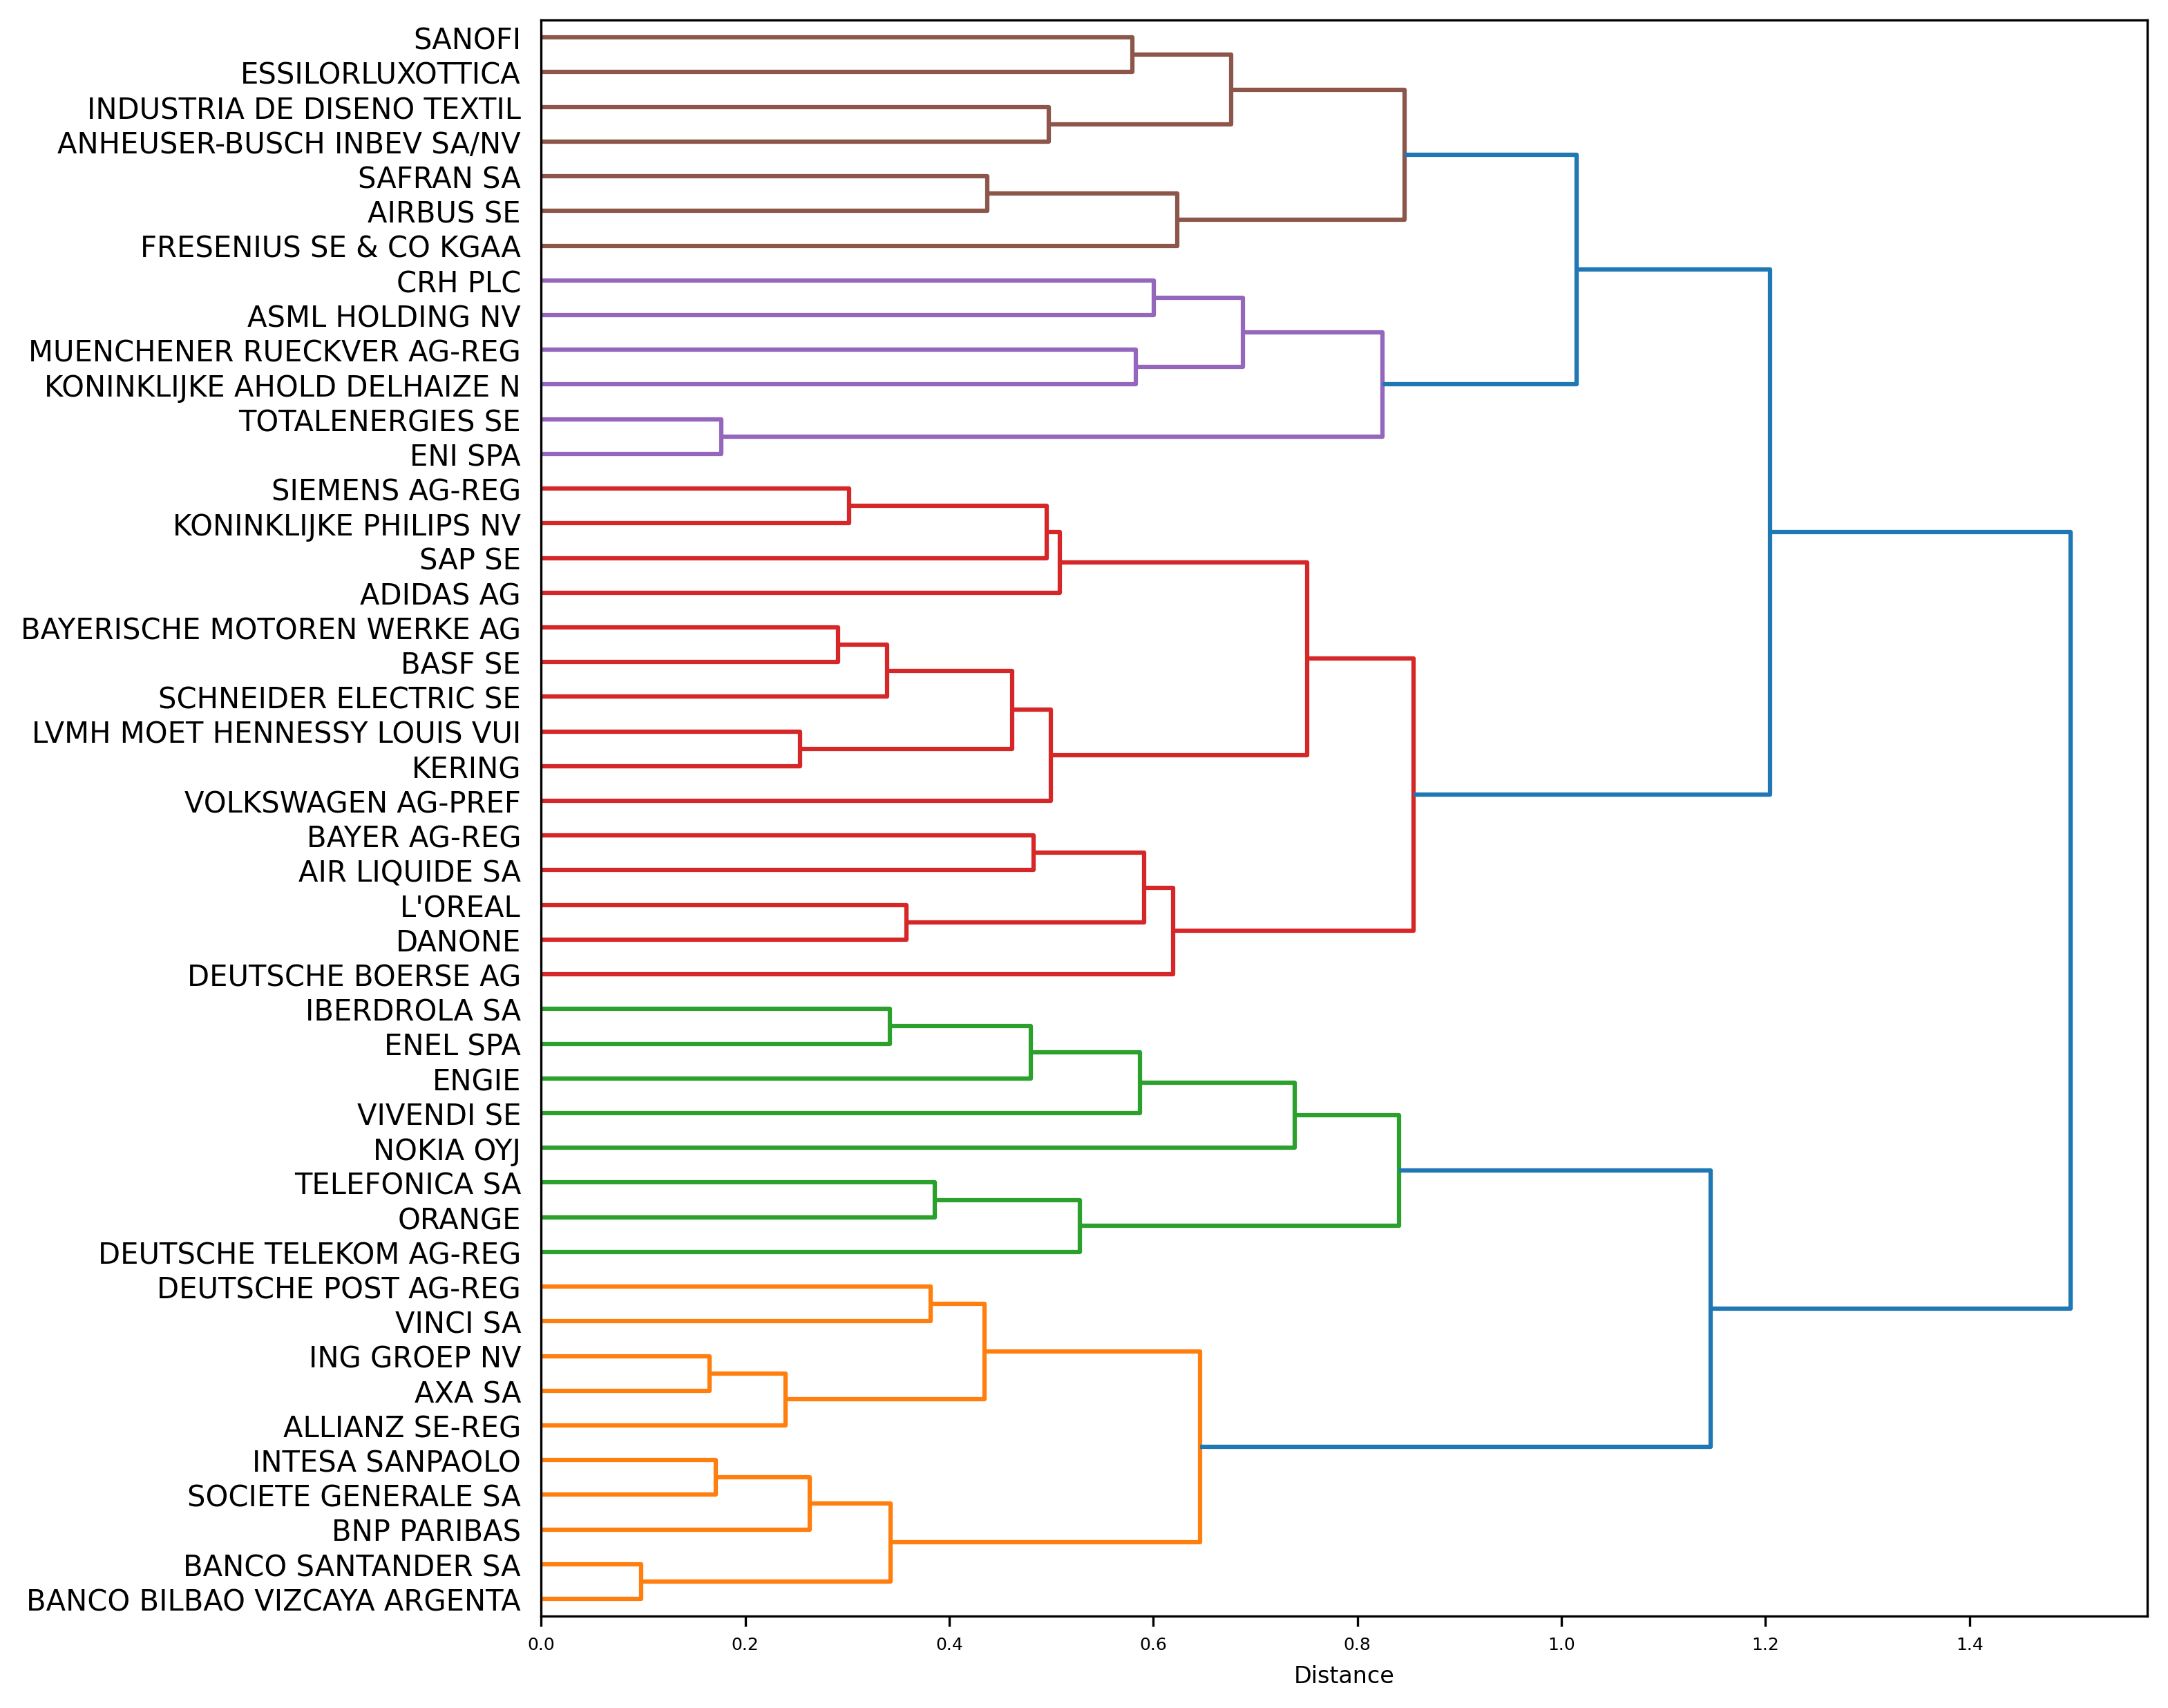 SANOFI
ESSILORLUXOTTICA
INDUSTRIA DE DISENO TEXTIL
ANHEUSER-BUSCH INBEV SA/NV
SAFRAN SA
AIRBUS SE
FRESENIUS SE & CO KGAA
CRH PLC
ASML HOLDING NV
MUENCHENER RUECKVER AG-REG
KONINKLIJKE AHOLD DELHAIZE N
TOTALENERGIES SE
ENI SPA
SIEMENS AG-REG
KONINKLIJKE PHILIPS NV
SAP SE
ADIDAS AG
BAYERISCHE MOTOREN WERKE AG
BASF SE
SCHNEIDER ELECTRIC SE
LVMH MOET HENNESSY LOUIS VUI
KERING
VOLKSWAGEN AG-PREF
BAYER AG-REG
AIR LIQUIDE SA
L'OREAL
DANONE
DEUTSCHE BOERSE AG
IBERDROLA SA
ENEL SPA
ENGIE
VIVENDI SE
NOKIA OYJ
TELEFONICA SA
ORANGE
DEUTSCHE TELEKOM AG-REG
DEUTSCHE POST AG-REG
VINCI SA
ING GROEP NV
AXA SA
ALLIANZ SE-REG
INTESA SANPAOLO
SOCIETE GENERALE SA
BNP PARIBAS
BANCO SANTANDER SA
BANCO BILBAO VIZCAYA ARGENTA
0.0 0.2 0.4 0.6 0.8 1.0 1.2 1.4
Distance